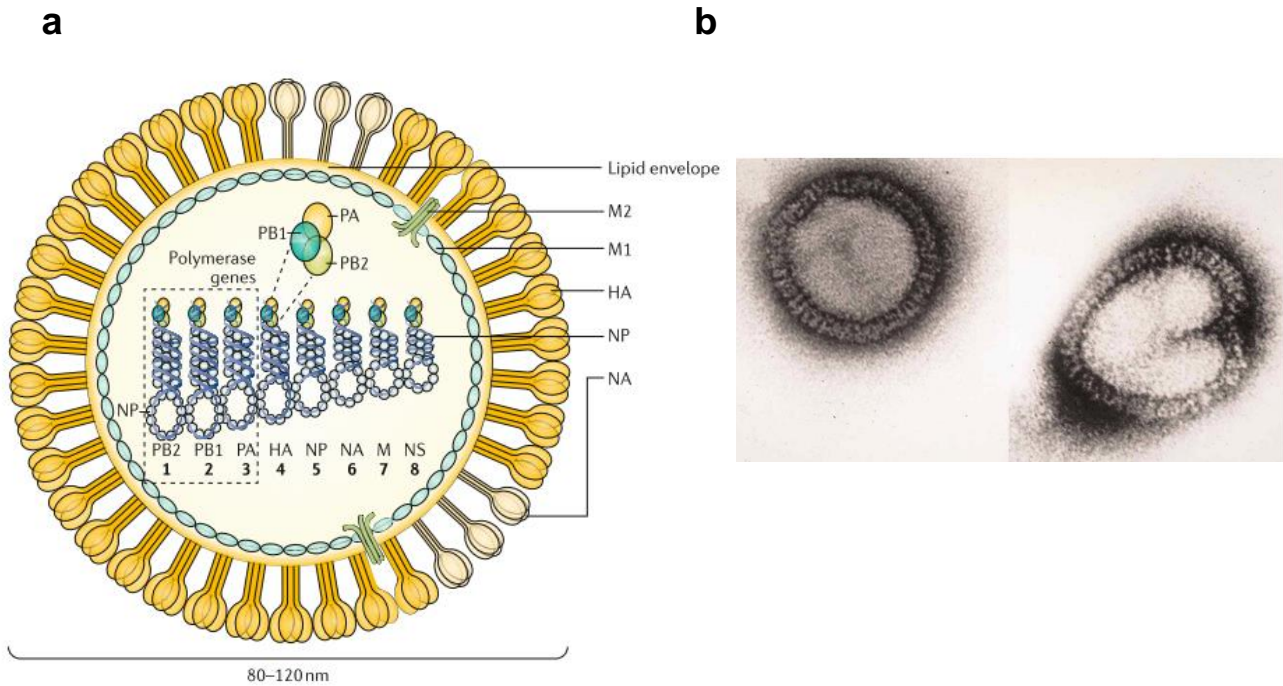 a
b
Lipid envelope
M2
M1
HA
NP
NA
PA
PB1
PB2
Polymerase
genes
NP
PB2 PB1 PA HA NP NA M NS
1 2 3 4 5 6 7 8
80–120 nm